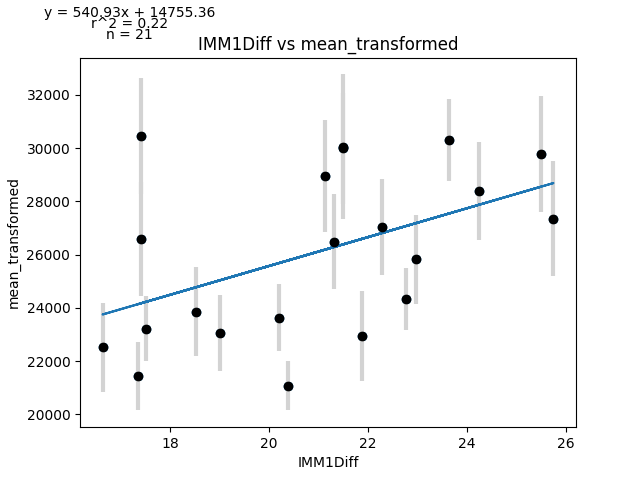 y = 540.93x + 14755.36
r^2 = 0.22
n = 21
IMM1Diff vs mean_transformed
32000
30000
28000
26000
24000
22000
20000
mean_transformed
18
20
22
24
26
IMM1Diff